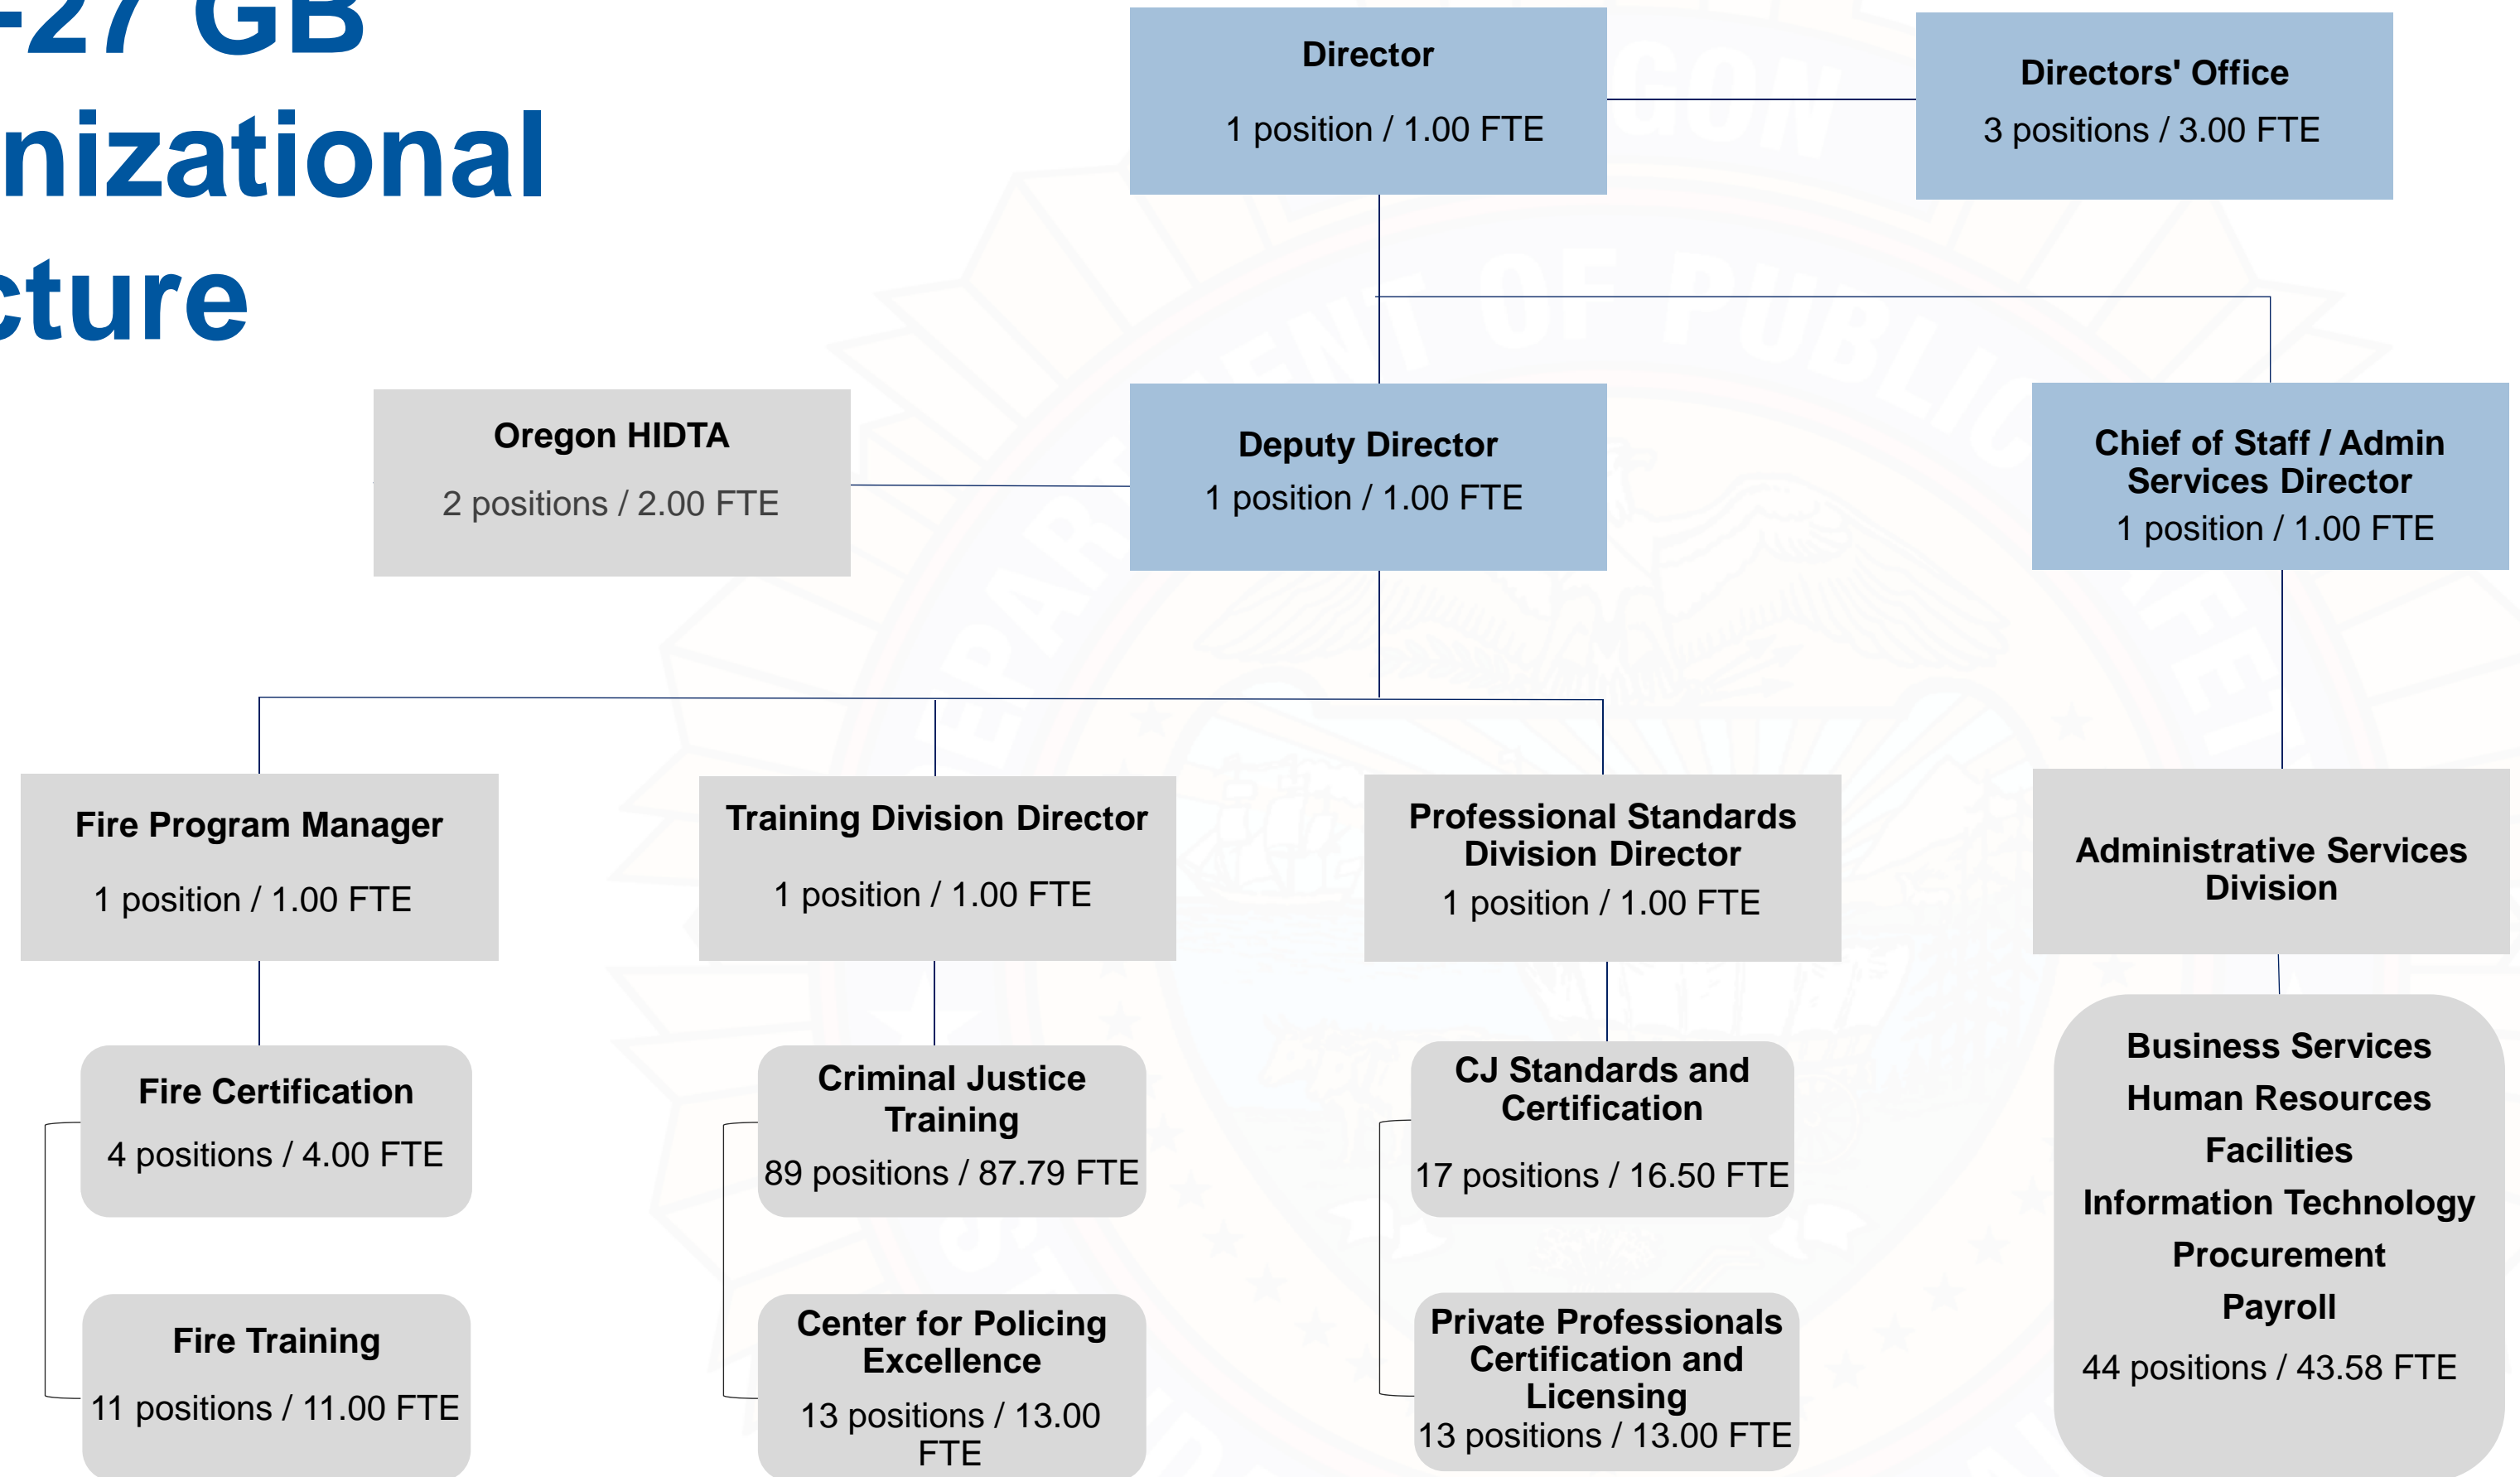 -27 GB
nizational
cture
Director
1 position / 1.00 FTE
Directors' Office
3 positions / 3.00 FTE
Oregon HIDTA
2 positions / 2.00 FTE
Deputy Director
1 position / 1.00 FTE
Chief of Staff / Admin
Services Director
1 position / 1.00 FTE
Fire Program Manager
1 position / 1.00 FTE
Training Division Director
1 position / 1.00 FTE
Professional Standards
Division Director
1 position / 1.00 FTE
Administrative Services
Division
Fire Certification
4 positions / 4.00 FTE
Fire Training
11 positions / 11.00 FTE
Criminal Justice
Training
89 positions / 87.79 FTE
Center for Policing
Excellence
13 positions / 13.00
FTE
CJ Standards and
Certification
17 positions / 16.50 FTE
Private Professionals
Certification and
Licensing
13 positions / 13.00 FTE
Business Services
Human Resources
Facilities
Information Technology
Procurement
Payroll
44 positions / 43.58 FTE